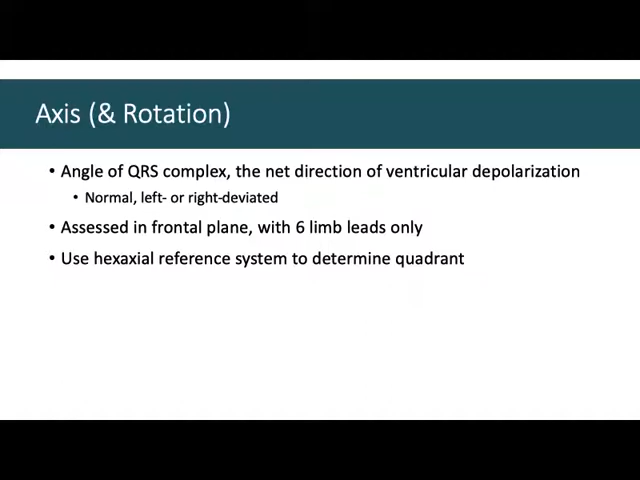 Axis (& Rotation)
• Angle of QRS complex, the net direction of ventricular depolarization
• Normal, left- or right-deviated
• Assessed in frontal plane, with 6 limb leads only
• Use hexaxial reference system to determine quadrant